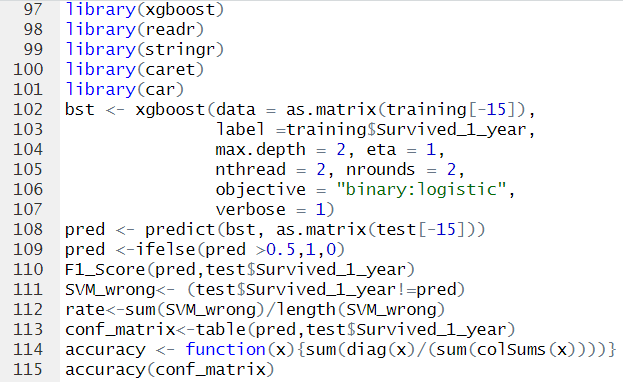 97 library(xgboost)
98 library(readr)
99 library(stringr)
100 library(caret)
101 library(car)
102 bst <- xgboost(data = as.matrix(training[-15]),
103 label =training$Survived_1_year,
104 max.depth = 2, eta = 1,
105 nthread = 2, nrounds = 2,
106 objective = "binary:logistic",
107 verbose = 1)
108 pred <- predict(bst, as.matrix(test[-15]))
109 pred <-ifelse(pred >0.5,1,0)
110 F1_Score(pred,test$Survived_1_year)
111 SVM_wrong<- (test$Survived_1_year!=pred)
112 rate<-sum(SVM_wrong)/length(SVM_wrong)
113 conf_matrix<-table(pred,test$Survived_1_year)
114 accuracy <- function(x){sum(diag(x)/(sum(colSums(x))))}
115 accuracy(conf_matrix)